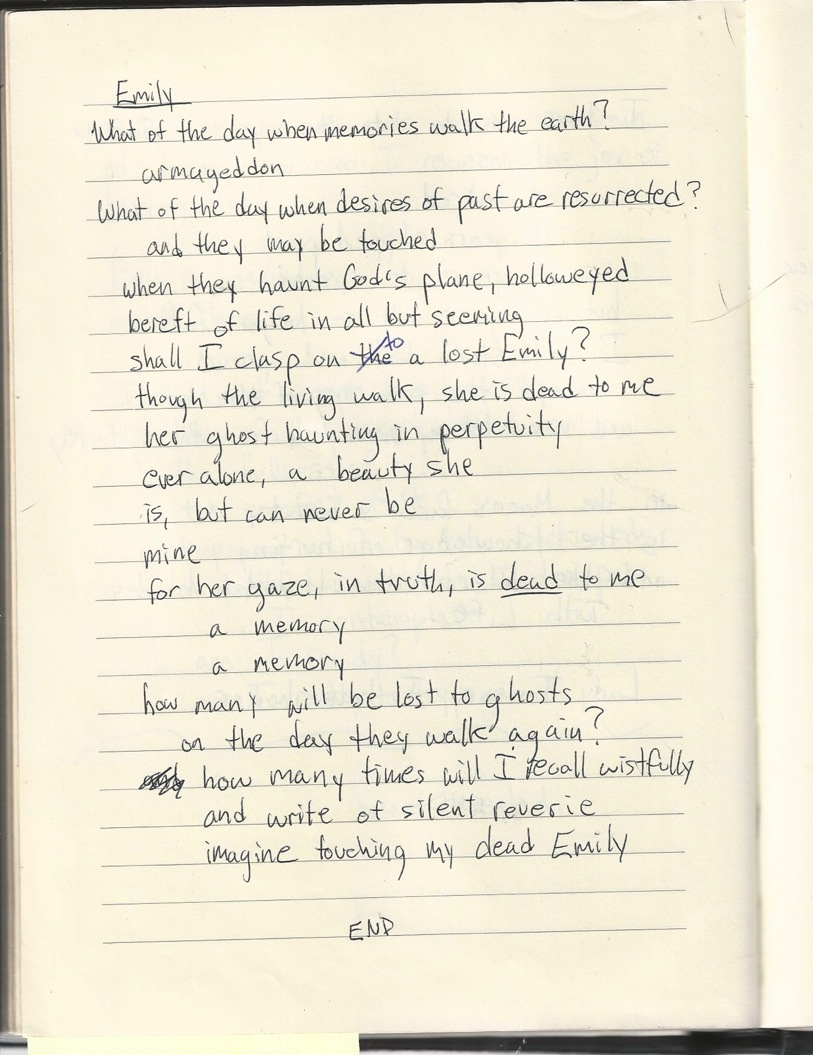 Emily
What of the day when memories walk the earth?
armageddon
What of the day when desires of past are resurrected?
and they may be touched
when they haunt God's plane, holloweyed
bereft of life in all but seeming
shall I clasp on to a lost Emily?
though the living walk, she is dead to me
her ghost haunting in perpetuity
ever alone, a beauty she
is, but can never be
mine
for her gaze, in truth, is dead to me
a memory
a memory
how many will be lost to ghosts
on the day they walk again?
how many times will I recall wistfully
and write of silent reverie
imagine touching my dead Emily
END